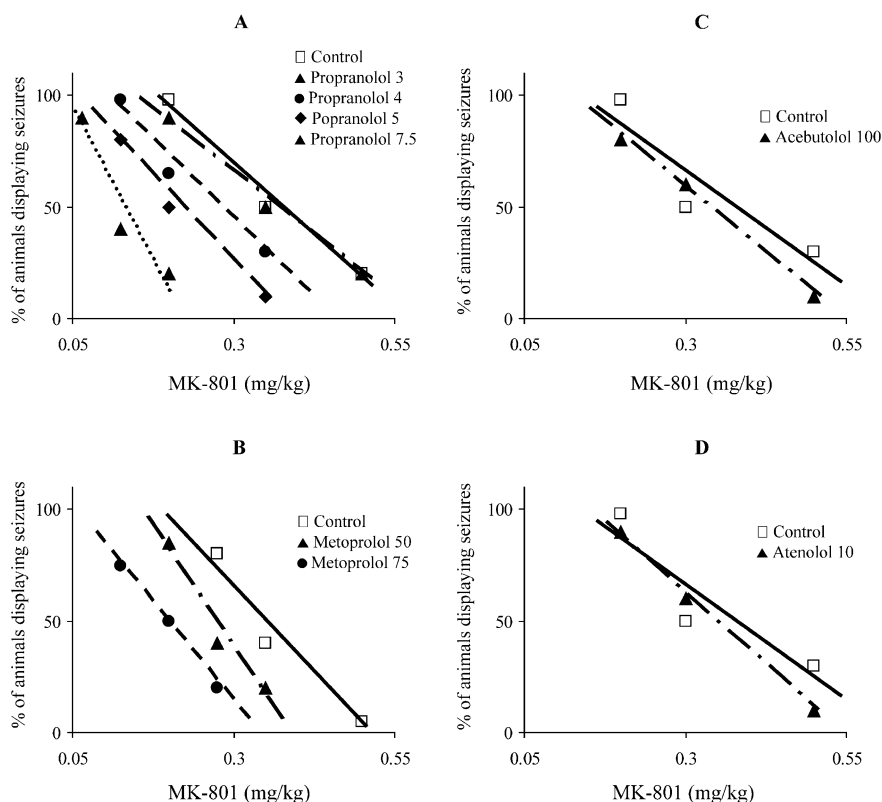 A
% of animals displaying seizures
100
50
0
0.05
0.3
0.55
MK-801 (mg/kg)
Control
Propranolol 3
Propranolol 4
Popranolol 5
Propranolol 7.5
C
% of animals displaying seizures
100
50
0
0.05
0.3
0.55
MK-801 (mg/kg)
Control
Acebutolol 100
B
% of animals displaying seizures
100
50
0
0.05
0.3
0.55
MK-801 (mg/kg)
Control
Metoprolol 50
Metoprolol 75
D
% of animals displaying seizures
100
50
0
0.05
0.3
0.55
MK-801 (mg/kg)
Control
Atenolol 10